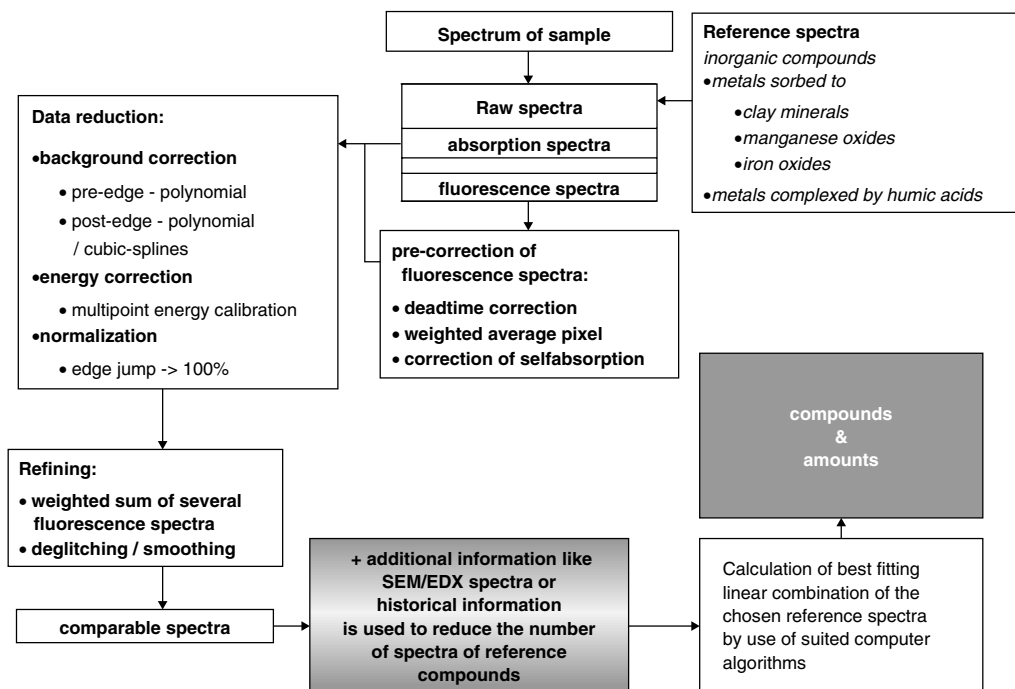 Spectrum of sample
Reference spectra
inorganic compounds
•metals sorbed to
•clay minerals
•manganese oxides
•iron oxides
•metals complexed by humic acids
Raw spectra
absorption spectra
fluorescence spectra
Data reduction:
•background correction
• pre-edge - polynomial
• post-edge - polynomial
/ cubic-splines
•energy correction
• multipoint energy calibration
•normalization
• edge jump -> 100%
pre-correction of
fluorescence spectra:
• deadtime correction
• weighted average pixel
• correction of selfabsorption
Refining:
• weighted sum of several
fluorescence spectra
• deglitching / smoothing
comparable spectra
+ additional information like
SEM/EDX spectra or
historical information
is used to reduce the number
of spectra of reference
compounds
Calculation of best fitting
linear combination of the
chosen reference spectra
by use of suited computer
algorithms
compounds
&
amounts